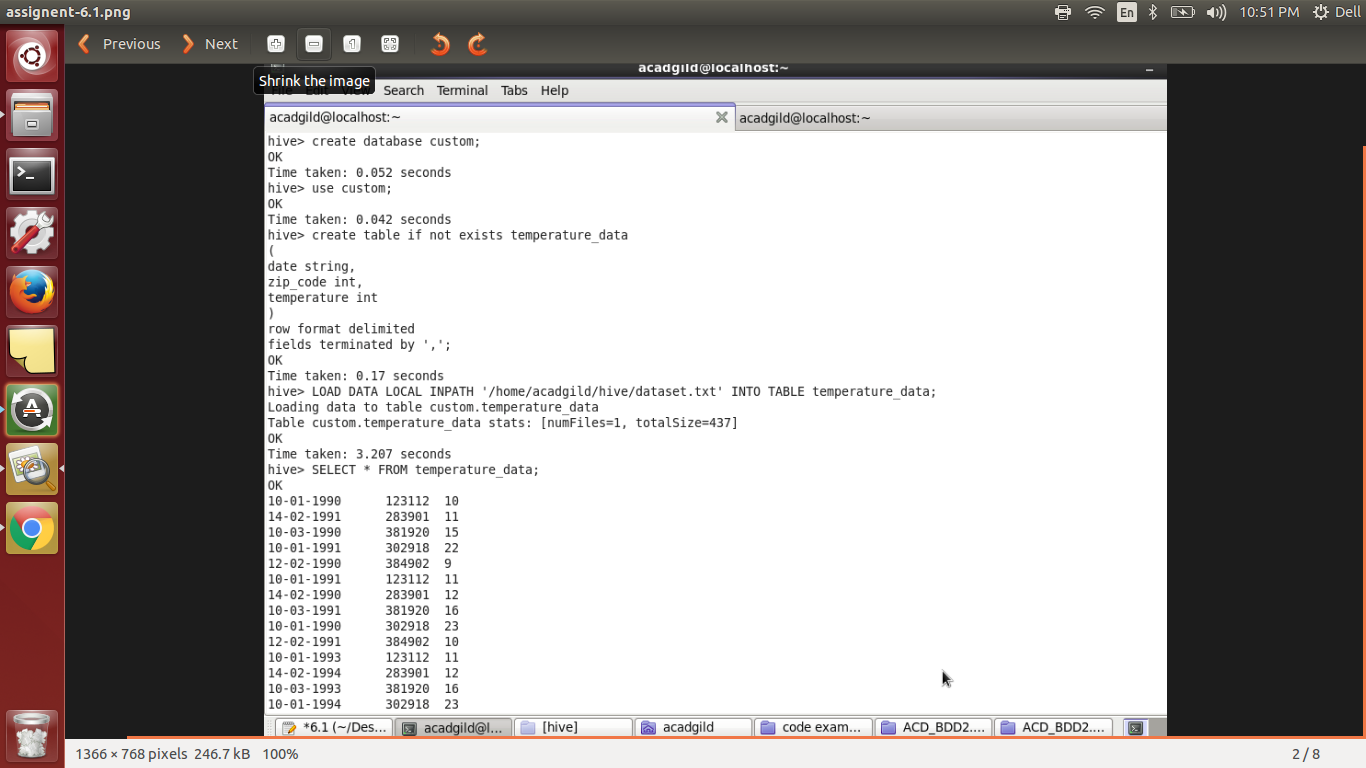 assignent-6.1.png
En
10:51 PM
Dell
Previous
Next
1
Shrink the image
acadgild@localhost:~
File Edit View Search Terminal Tabs Help
acadgild@localhost:~
acadgild@localhost:~
hive> create database custom;
OK
Time taken: 0.052 seconds
hive> use custom;
OK
Time taken: 0.042 seconds
hive> create table if not exists temperature_data
(
date string,
zip_code int,
temperature int
)
row format delimited
fields terminated by ',';
OK
Time taken: 0.17 seconds
hive> LOAD DATA LOCAL INPATH '/home/acadgild/hive/dataset.txt' INTO TABLE temperature_data;
Loading data to table custom.temperature_data
Table custom.temperature_data stats: [numFiles=1, totalSize=437]
OK
Time taken: 3.207 seconds
hive> SELECT * FROM temperature_data;
OK
10-01-1990 123112 10
14-02-1991 283901 11
10-03-1990 381920 15
10-01-1991 302918 22
12-02-1990 384902 9
10-01-1991 123112 11
14-02-1990 283901 12
10-03-1991 381920 16
10-01-1990 302918 23
12-02-1991 384902 10
10-01-1993 123112 11
14-02-1994 283901 12
10-03-1993 381920 16
10-01-1994 302918 23
*6.1 (~/Des...
acadgild@l...
[hive]
acadgild
code exam...
ACD_BDD2....
ACD_BDD2....
1366 × 768 pixels 246.7 kB 100%
2 / 8